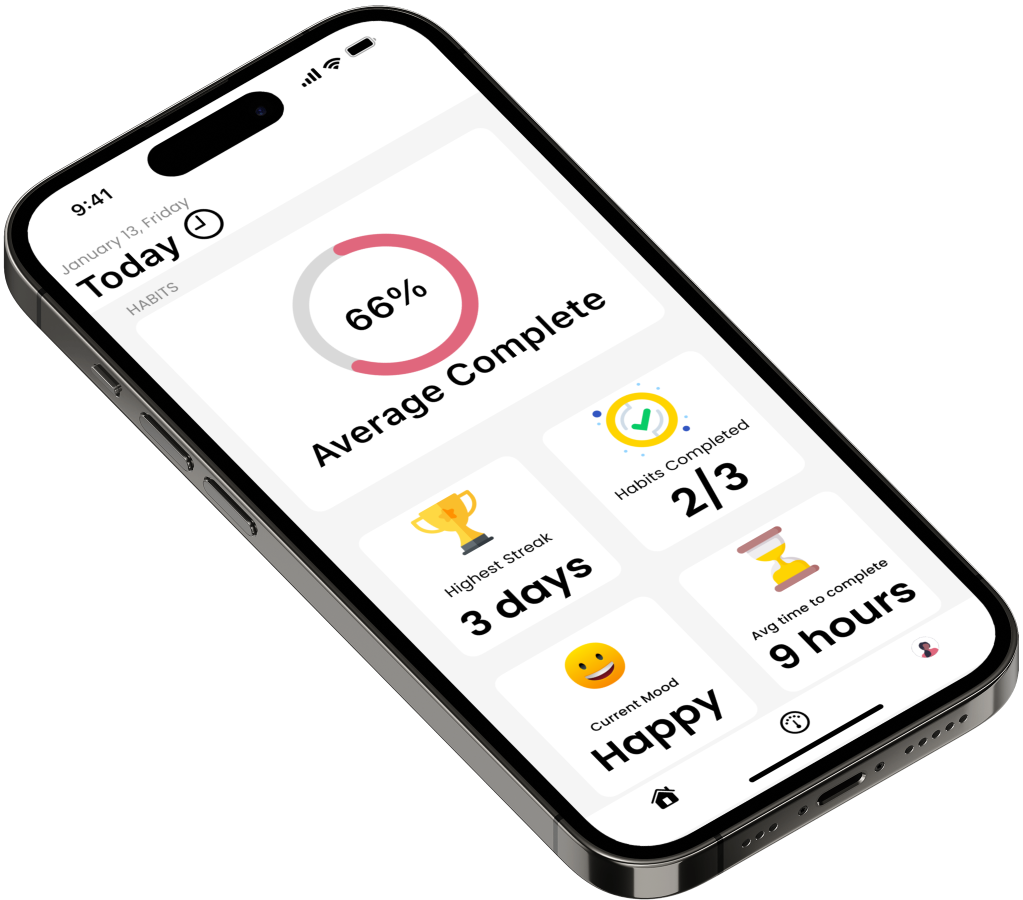 9:41
January 13, Friday
Today
HABITS
66%
Average Complete
Highest Streak
3 days
Habits Completed
2/3
Current Mood
Happy
Avg time to complete
9 hours